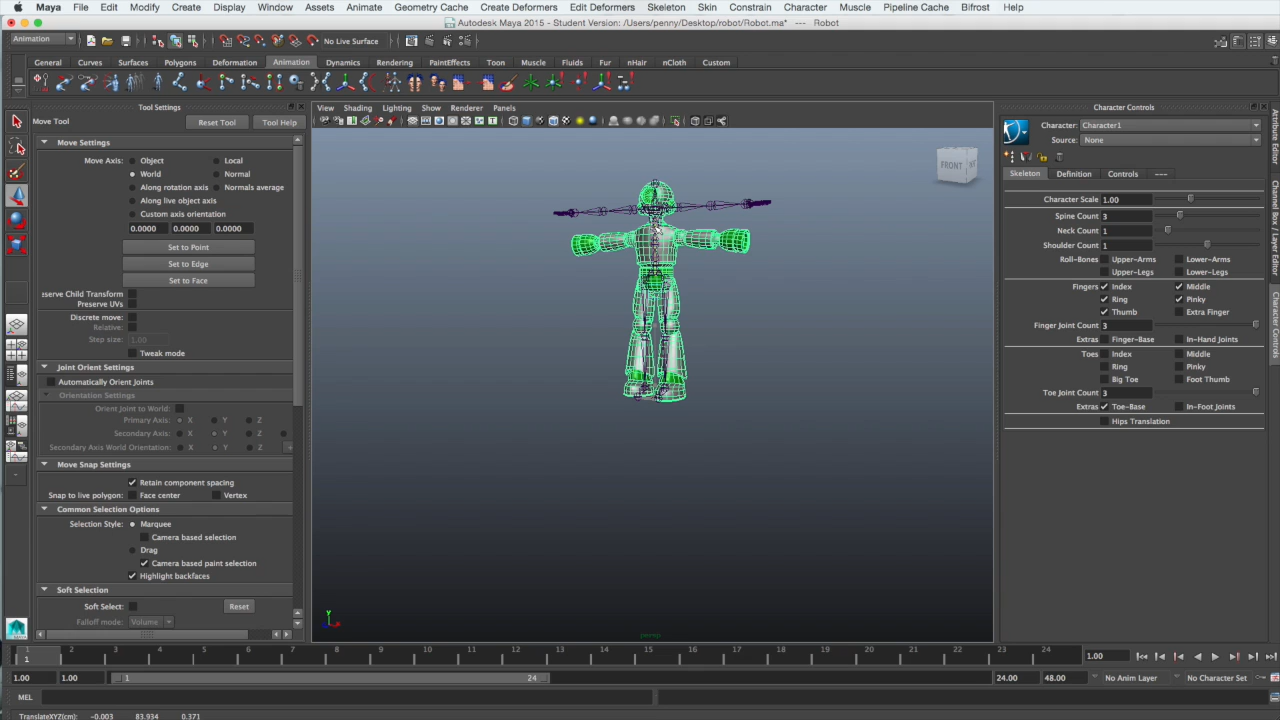 Maya File Edit Modify Create Display Window Assets Animate Geometry Cache Create Deformers Edit Deformers Skeleton Skin Constrain Character Muscle Pipeline Cache Bifrost Help
Autodesk Maya 2015 - Student Version: /Users/penny/Desktop/robot/Robot.ma* --- Robot
Animation No Live Surface
General Curves Surfaces Polygons Deformation Animation Dynamics Rendering PaintEffects Toon Muscle Fluids Fur nHair nCloth Custom
Tool Settings
Move Tool Reset Tool Tool Help
Move Settings
Move Axis: Object Local
World Normal
Along rotation axis Normals average
Along live object axis
Custom axis orientation
0.0000 0.0000 0.0000
Set to Point
Set to Edge
Set to Face
eserve Child Transform
Preserve UVs
Discrete move:
Relative:
Step size: 1.00
Tweak mode
Joint Orient Settings
Automatically Orient Joints
Orientation Settings
Orient Joint to World:
Primary Axis: X Y Z
Secondary Axis: X Y Z
Secondary Axis World Orientation: X Y Z
Move Snap Settings
Retain component spacing
Snap to live polygon: Face center Vertex
Common Selection Options
Selection Style: Marquee
Camera based selection
Drag
Camera based paint selection
Highlight backfaces
Soft Selection
Soft Select: Reset
Falloff mode: Volume
View Shading Lighting Show Renderer Panels
FRONT
Y
persp
Character Controls
Character: Character1
Source: None
Skeleton Definition Controls ---
Character Scale 1.00
Spine Count 3
Neck Count 1
Shoulder Count 1
Roll-Bones Upper-Arms Lower-Arms
Upper-Legs Lower-Legs
Fingers Index Middle
Ring Pinky
Thumb Extra Finger
Finger Joint Count 3
Extras Finger-Base In-Hand Joints
Toes Index Middle
Ring Pinky
Big Toe Foot Thumb
Toe Joint Count 3
Extras Toe-Base In-Foot Joints
Hips Translation
Attribute Editor
Channel Box / Layer Editor
Character Controls
1 2 3 4 5 6 7 8 9 10 11 12 13 14 15 16 17 18 19 20 21 22 23 24
1 1.00
1.00 1.00 1 24 24.00 48.00 No Anim Layer No Character Set
MEL
TranslateXYZ(cm): -0.003 83.934 0.371